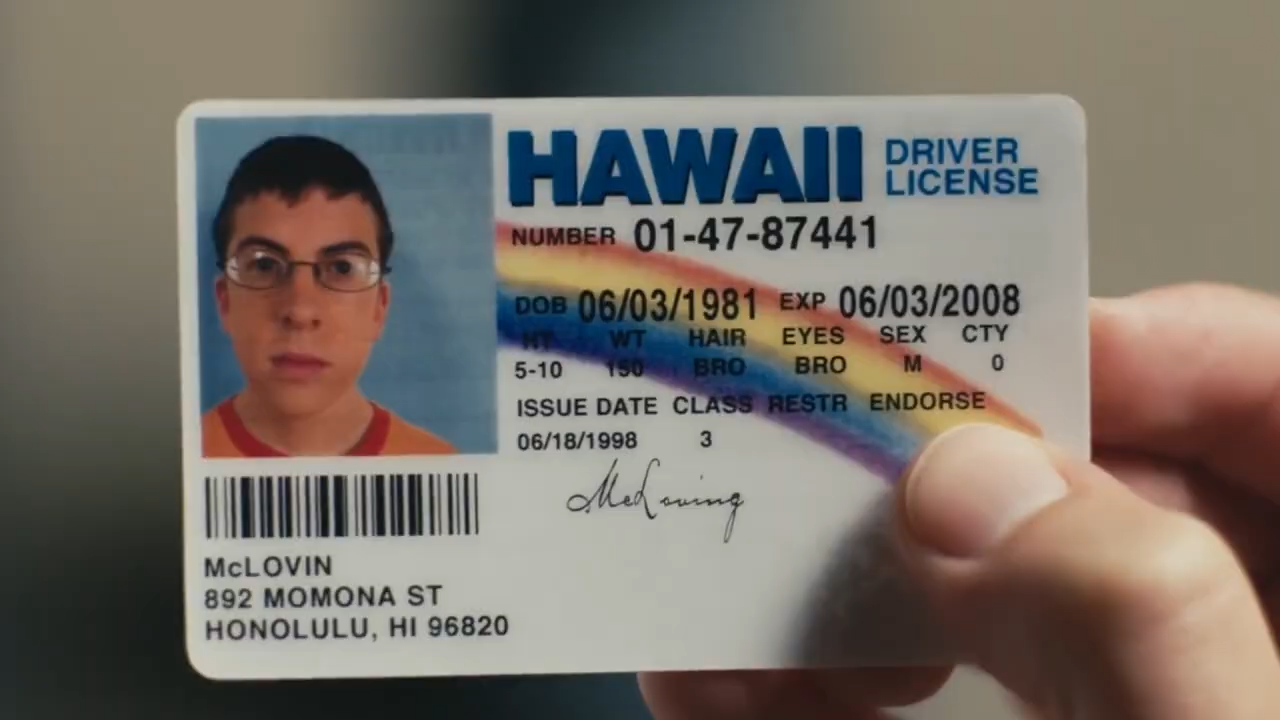 HAWAII DRIVER LICENSE
NUMBER 01-47-87441
DOB 06/03/1981 EXP 06/03/2008
HT WT HAIR EYES SEX CTY
5-10 150 BRO BRO M 0
ISSUE DATE CLASS RESTR ENDORSE
06/18/1998 3
McLoving
McLOVIN
892 MOMONA ST
HONOLULU, HI 96820